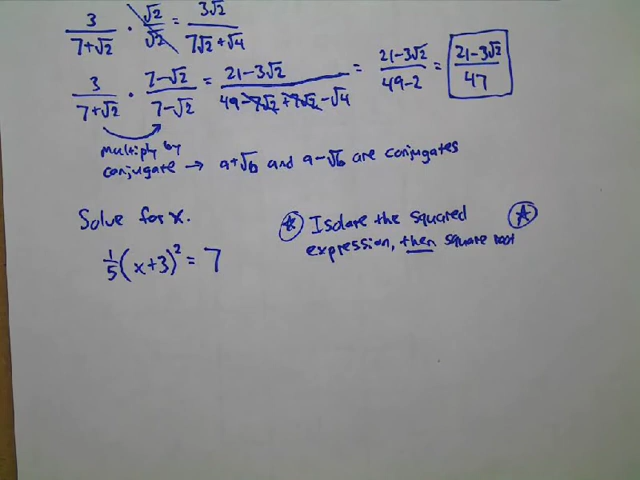 3/(7+√2) · √2/√2 = 3√2/(7√2+√4)
3/(7+√2) · (7-√2)/(7-√2) = (21-3√2)/(49-7√2+7√2-√4) = (21-3√2)/(49-2) = (21-3√2)/47
multiply by
conjugate → a+√b and a-√b are conjugates
Solve for x.
1/5(x+3)² = 7
☆ Isolate the squared ☆
expression, then square root